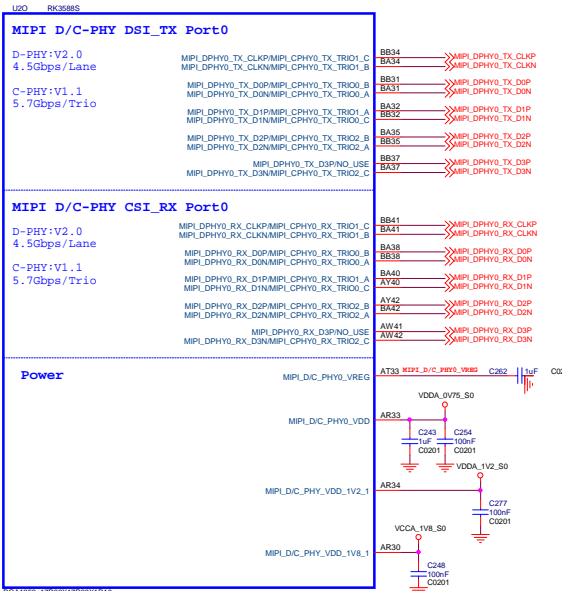 U2O RK3588S
MIPI D/C-PHY DSI_TX Port0
D-PHY:V2.0
4.5Gbps/Lane
C-PHY:V1.1
5.7Gbps/Trio
MIPI_DPHY0_TX_CLKP/MIPI_CPHY0_TX_TRIO1_C BB34 MIPI_DPHY0_TX_CLKP
MIPI_DPHY0_TX_CLKN/MIPI_CPHY0_TX_TRIO1_B BA34 MIPI_DPHY0_TX_CLKN
MIPI_DPHY0_TX_D0P/MIPI_CPHY0_TX_TRIO0_B BB31 MIPI_DPHY0_TX_D0P
MIPI_DPHY0_TX_D0N/MIPI_CPHY0_TX_TRIO0_A BA31 MIPI_DPHY0_TX_D0N
MIPI_DPHY0_TX_D1P/MIPI_CPHY0_TX_TRIO1_A BA32 MIPI_DPHY0_TX_D1P
MIPI_DPHY0_TX_D1N/MIPI_CPHY0_TX_TRIO0_C BB32 MIPI_DPHY0_TX_D1N
MIPI_DPHY0_TX_D2P/MIPI_CPHY0_TX_TRIO2_B BA35 MIPI_DPHY0_TX_D2P
MIPI_DPHY0_TX_D2N/MIPI_CPHY0_TX_TRIO2_A BB35 MIPI_DPHY0_TX_D2N
MIPI_DPHY0_TX_D3P/NO_USE BB37 MIPI_DPHY0_TX_D3P
MIPI_DPHY0_TX_D3N/MIPI_CPHY0_TX_TRIO2_C BA37 MIPI_DPHY0_TX_D3N
MIPI D/C-PHY CSI_RX Port0
D-PHY:V2.0
4.5Gbps/Lane
C-PHY:V1.1
5.7Gbps/Trio
MIPI_DPHY0_RX_CLKP/MIPI_CPHY0_RX_TRIO1_C BB41 MIPI_DPHY0_RX_CLKP
MIPI_DPHY0_RX_CLKN/MIPI_CPHY0_RX_TRIO1_B BA41 MIPI_DPHY0_RX_CLKN
MIPI_DPHY0_RX_D0P/MIPI_CPHY0_RX_TRIO0_B BA38 MIPI_DPHY0_RX_D0P
MIPI_DPHY0_RX_D0N/MIPI_CPHY0_RX_TRIO0_A BB38 MIPI_DPHY0_RX_D0N
MIPI_DPHY0_RX_D1P/MIPI_CPHY0_RX_TRIO1_A BA40 MIPI_DPHY0_RX_D1P
MIPI_DPHY0_RX_D1N/MIPI_CPHY0_RX_TRIO0_C AY40 MIPI_DPHY0_RX_D1N
MIPI_DPHY0_RX_D2P/MIPI_CPHY0_RX_TRIO2_B AY42 MIPI_DPHY0_RX_D2P
MIPI_DPHY0_RX_D2N/MIPI_CPHY0_RX_TRIO2_A BA42 MIPI_DPHY0_RX_D2N
MIPI_DPHY0_RX_D3P/NO_USE AW41 MIPI_DPHY0_RX_D3P
MIPI_DPHY0_RX_D3N/MIPI_CPHY0_RX_TRIO2_C AW42 MIPI_DPHY0_RX_D3N
Power
MIPI_D/C_PHY0_VREG AT33 MIPI_D/C_PHY0_VREG C262 1uF
VDDA_0V75_S0
MIPI_D/C_PHY0_VDD AR33
C243 C254
1uF 100nF
C0201 C0201
VDDA_1V2_S0
MIPI_D/C_PHY_VDD_1V2_1 AR34
C277
100nF
C0201
VCCA_1V8_S0
MIPI_D/C_PHY_VDD_1V8_1 AR30
C248
100nF
C0201